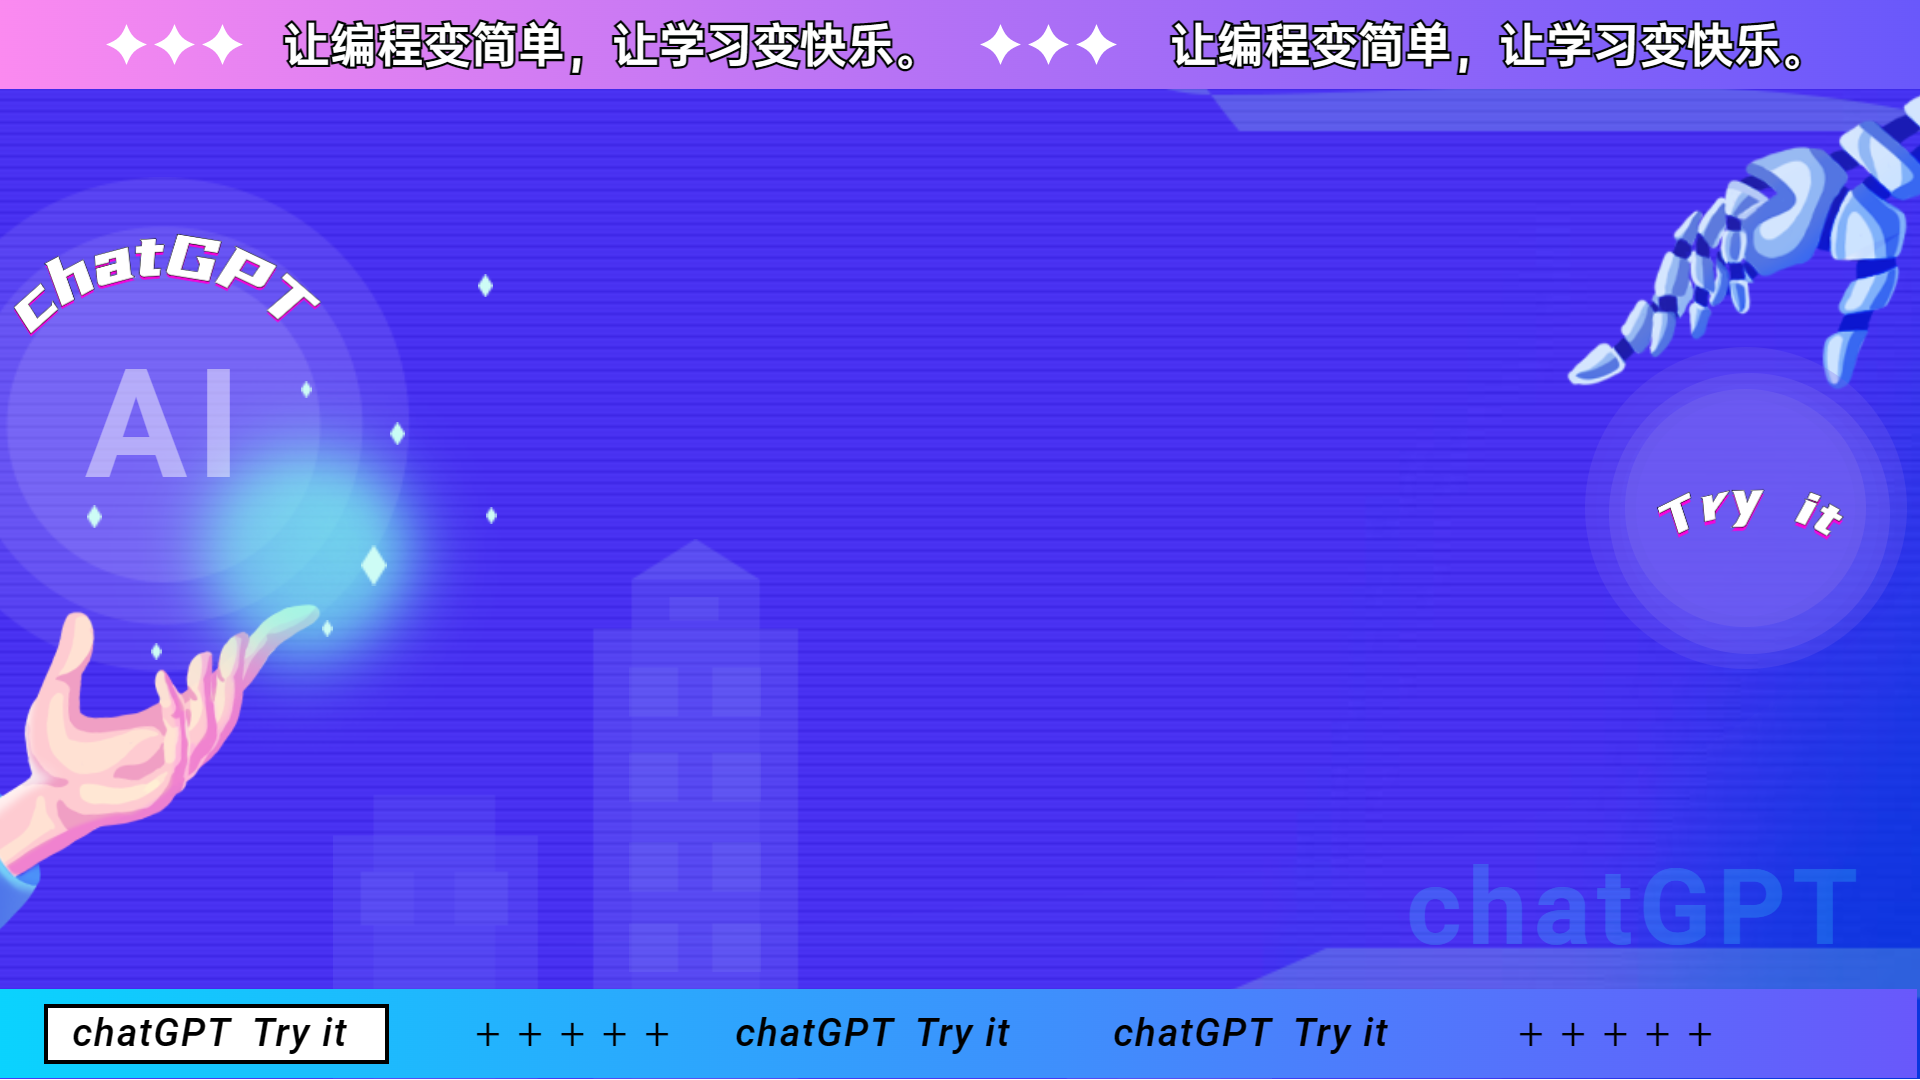 让编程变简单，让学习变快乐。 让编程变简单，让学习变快乐。
chatGPT
AI
Try it
chatGPT
chatGPT Try it + + + + + chatGPT Try it chatGPT Try it + + + + +